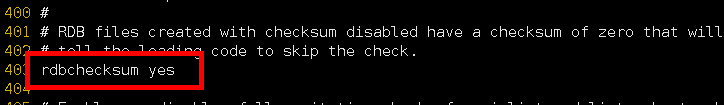 400 #
401 # RDB files created with checksum disabled have a checksum of zero that will
402 # tell the loading code to skip the check.
403 rdbchecksum yes
404